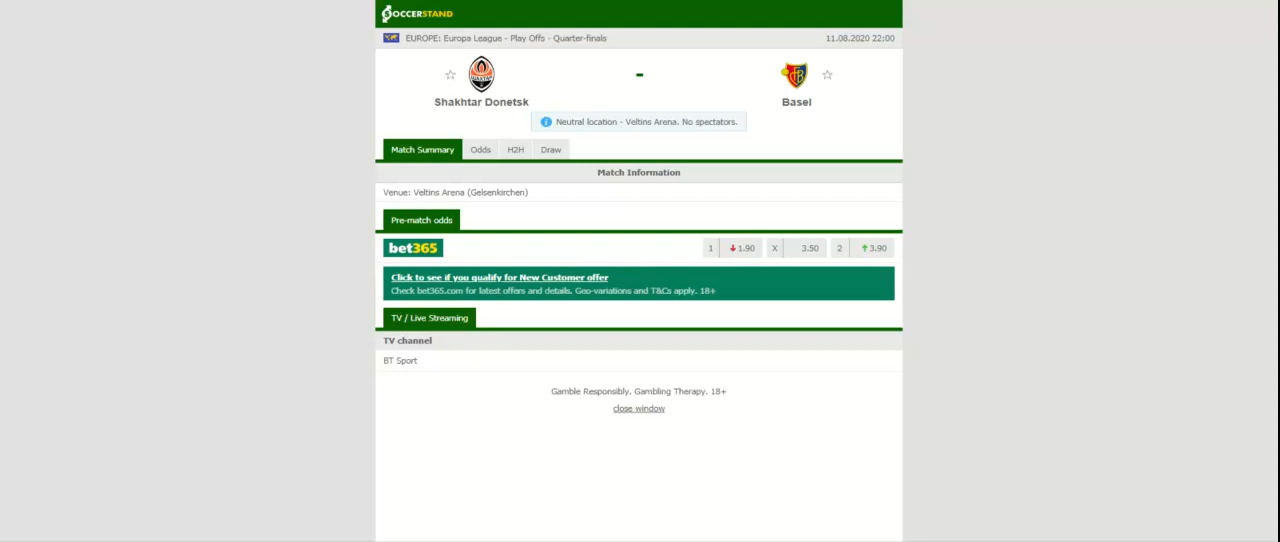 SOCCERSTAND
EUROPE: Europa League - Play Offs - Quarter-finals 11.08.2020 22:00
-
Shakhtar Donetsk Basel
Neutral location - Veltins Arena. No spectators.
Match Summary Odds H2H Draw
Match Information
Venue: Veltins Arena (Gelsenkirchen)
Pre-match odds
bet365 1 1.90 X 3.50 2 3.90
Click to see if you qualify for New Customer offer
Check bet365.com for latest offers and details. Geo-variations and T&Cs apply. 18+
TV / Live Streaming
TV channel
BT Sport
Gamble Responsibly. Gambling Therapy. 18+
close window